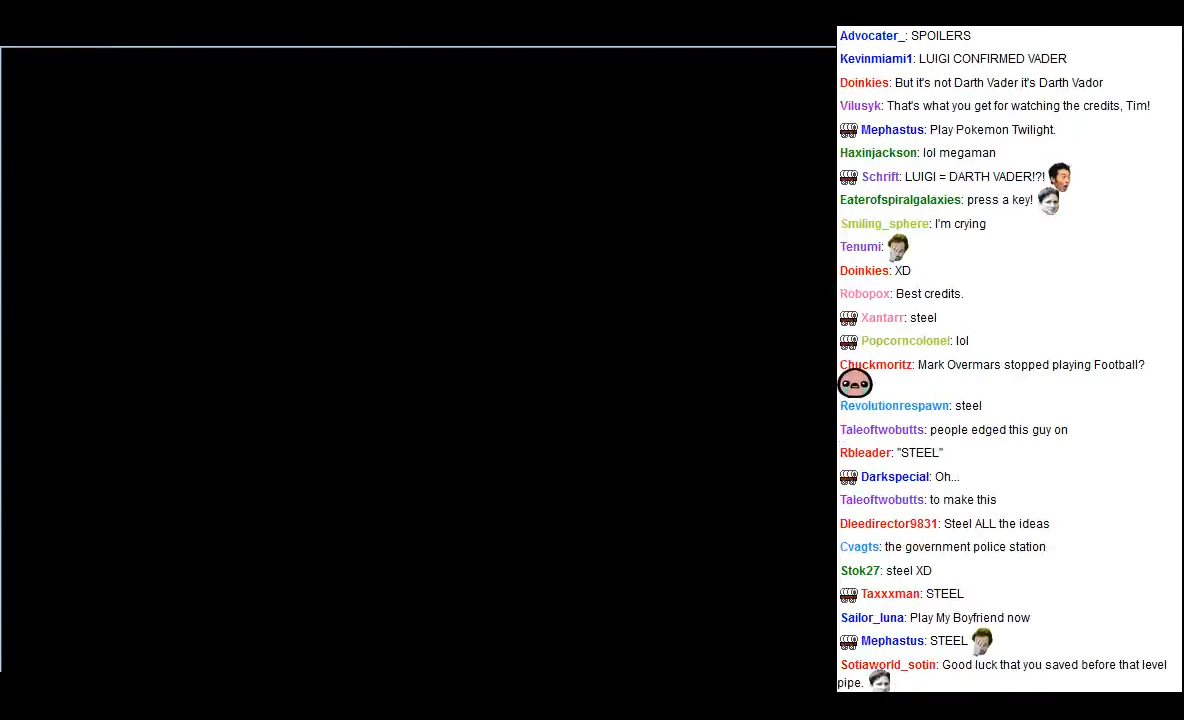 Advocater_: SPOILERS
Kevinmiami1: LUIGI CONFIRMED VADER
Doinkies: But it's not Darth Vader it's Darth Vador
Vilusyk: That's what you get for watching the credits, Tim!
Mephastus: Play Pokemon Twilight.
Haxinjackson: lol megaman
Schrift: LUIGI = DARTH VADER!?!
Eaterofspiralgalaxies: press a key!
Smiling_sphere: I'm crying
Tenumi:
Doinkies: XD
Robopox: Best credits.
Xantarr: steel
Popcorncolonel: lol
Chuckmoritz: Mark Overmars stopped playing Football?
Revolutionrespawn: steel
Taleoftwobutts: people edged this guy on
Rbleader: "STEEL"
Darkspecial: Oh...
Taleoftwobutts: to make this
Dleedirector9831: Steel ALL the ideas
Cvagts: the government police station
Stok27: steel XD
Taxxxman: STEEL
Sailor_luna: Play My Boyfriend now
Mephastus: STEEL
Sotiaworld_sotin: Good luck that you saved before that level
pipe.